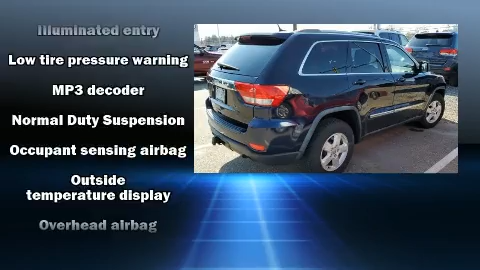 Illuminated entry
Low tire pressure warning
MP3 decoder
Normal Duty Suspension
Occupant sensing airbag
Outside
temperature display
Overhead airbag